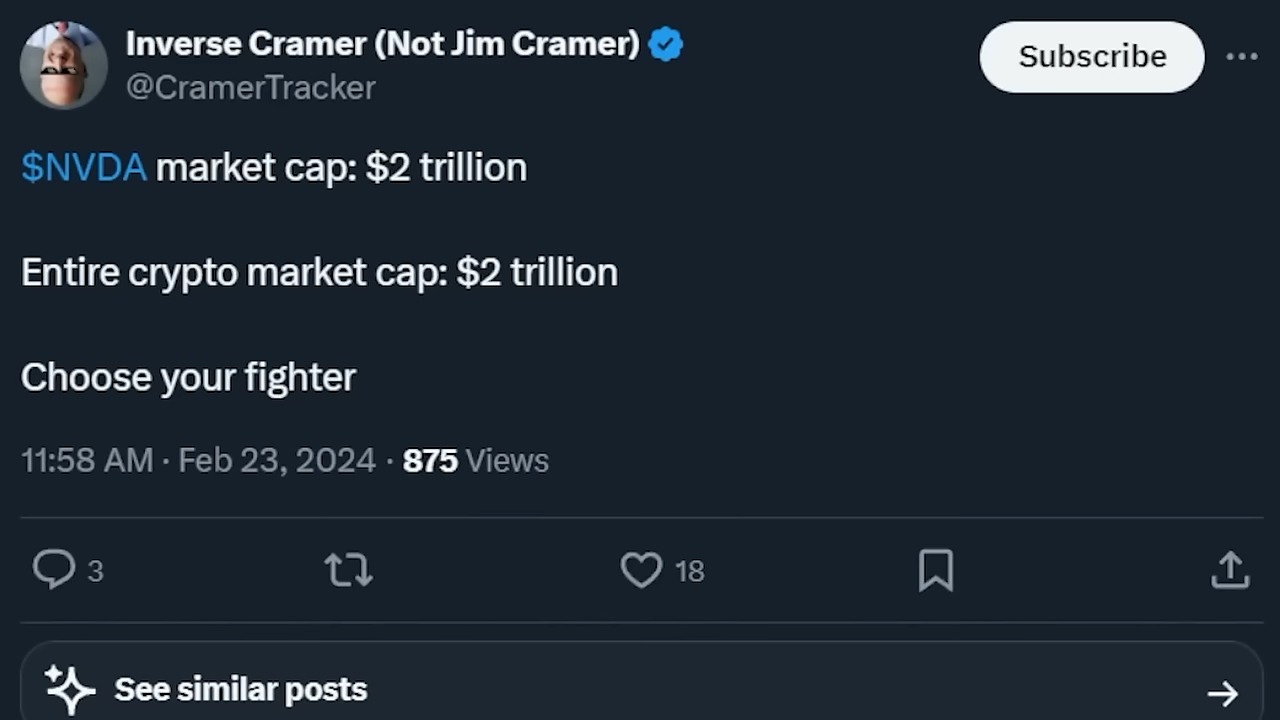 Inverse Cramer (Not Jim Cramer)
@CramerTracker
Subscribe
$NVDA market cap: $2 trillion
Entire crypto market cap: $2 trillion
Choose your fighter
11:58 AM · Feb 23, 2024 · 875 Views
3
18
See similar posts